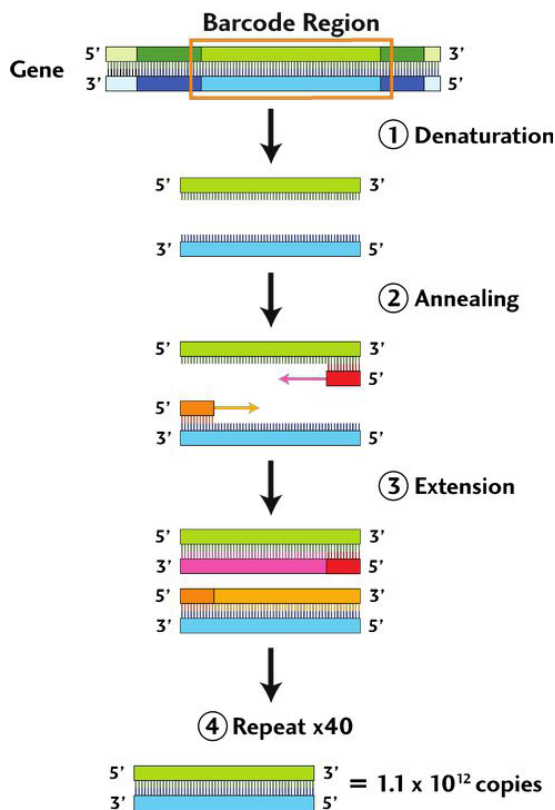 Barcode Region
5’ 3’
Gene
3’ 5’
1 Denaturation
5’ 3’
3’ 5’
2 Annealing
5’ 3’
5’
5’
3’ 5’
3 Extension
5’ 3’
3’ 5’
5’ 3’
3’ 5’
4 Repeat x40
5’ 3’
= 1.1 x 10¹² copies
3’ 5’